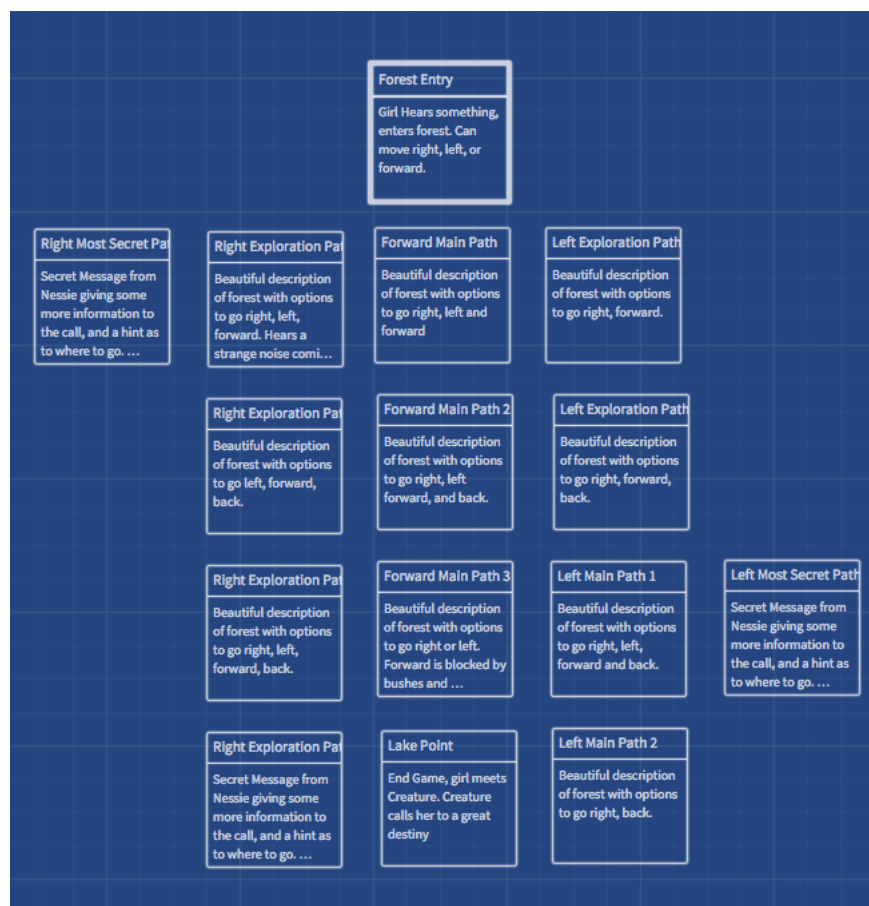 Forest Entry
Girl Hears something,
enters forest. Can
move right, left, or
forward.
Right Most Secret Pat
Secret Message from
Nessie giving some
more information to
the call, and a hint as
to where to go. ...
Right Exploration Pat
Beautiful description
of forest with options
to go right, left,
forward. Hears a
strange noise comi...
Forward Main Path
Beautiful description
of forest with options
to go right, left and
forward
Left Exploration Path
Beautiful description
of forest with options
to go right, forward.
Right Exploration Pat
Beautiful description
of forest with options
to go left, forward,
back.
Forward Main Path 2
Beautiful description
of forest with options
to go right, left
forward, and back.
Left Exploration Path
Beautiful description
of forest with options
to go right, forward,
back.
Right Exploration Pat
Beautiful description
of forest with options
to go right, left,
forward, back.
Forward Main Path 3
Beautiful description
of forest with options
to go right or left.
Forward is blocked by
bushes and ...
Left Main Path 1
Beautiful description
of forest with options
to go right, left,
forward and back.
Left Most Secret Path
Secret Message from
Nessie giving some
more information to
the call, and a hint as
to where to go. ...
Right Exploration Pat
Secret Message from
Nessie giving some
more information to
the call, and a hint as
to where to go. ...
Lake Point
End Game, girl meets
Creature. Creature
calls her to a great
destiny
Left Main Path 2
Beautiful description
of forest with options
to go right, back.